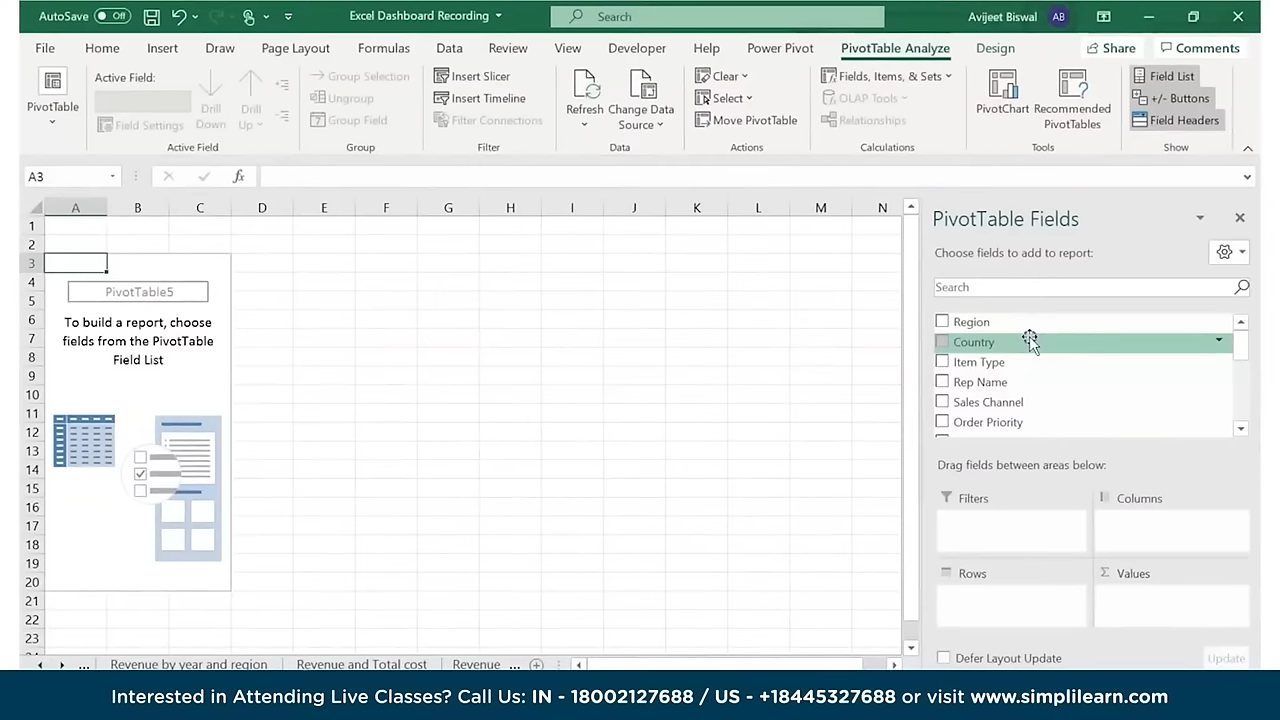 AutoSave Off Excel Dashboard Recording Search Avijeet Biswal AB
File Home Insert Draw Page Layout Formulas Data Review View Developer Help Power Pivot PivotTable Analyze Design Share Comments
PivotTable
Active Field:
Field Settings
Drill Down
Drill Up
Active Field
Group Selection
Ungroup
Group Field
Group
Insert Slicer
Insert Timeline
Filter Connections
Filter
Refresh
Change Data Source
Data
Clear
Select
Move PivotTable
Actions
Fields, Items, & Sets
OLAP Tools
Relationships
Calculations
PivotChart
Recommended PivotTables
Tools
Field List
+/- Buttons
Field Headers
Show
A3 fx
A B C D E F G H I J K L M N
1
2
3
4
5
6
7
8
9
10
11
12
13
14
15
16
17
18
19
20
21
22
23
PivotTable5
To build a report, choose
fields from the PivotTable
Field List
PivotTable Fields
Choose fields to add to report:
Search
Region
Country
Item Type
Rep Name
Sales Channel
Order Priority
Drag fields between areas below:
Filters
Columns
Rows
Σ Values
Defer Layout Update Update
... Revenue by year and region Revenue and Total cost Revenue ...
Interested in Attending Live Classes? Call Us: IN - 18002127688 / US - +18445327688 or visit www.simplilearn.com